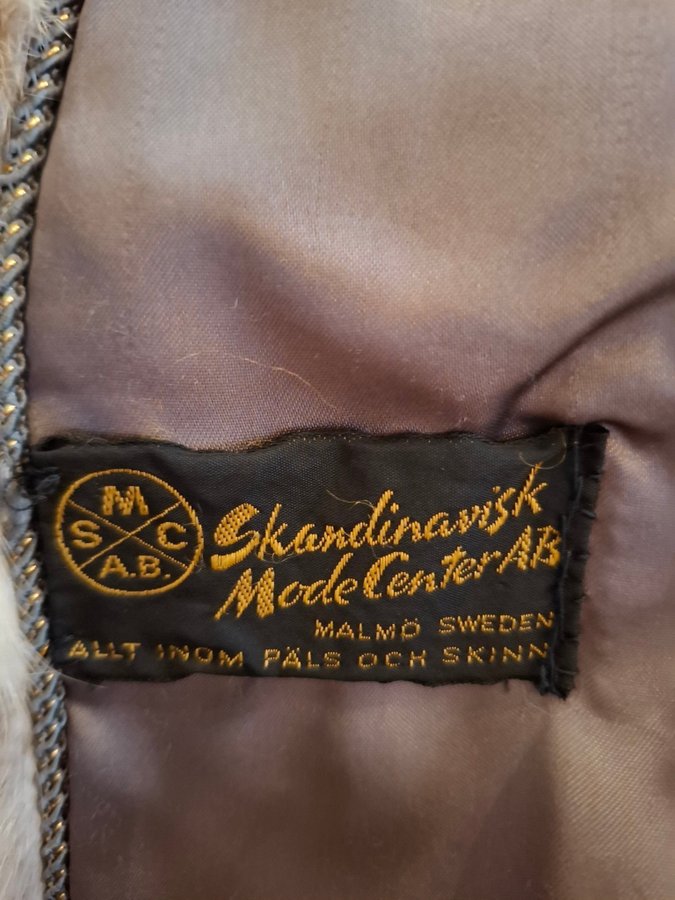 M
S C
A.B.
Skandinavisk
Mode Center AB
MALMÖ SWEDEN
ALLT INOM PÄLS OCH SKINN